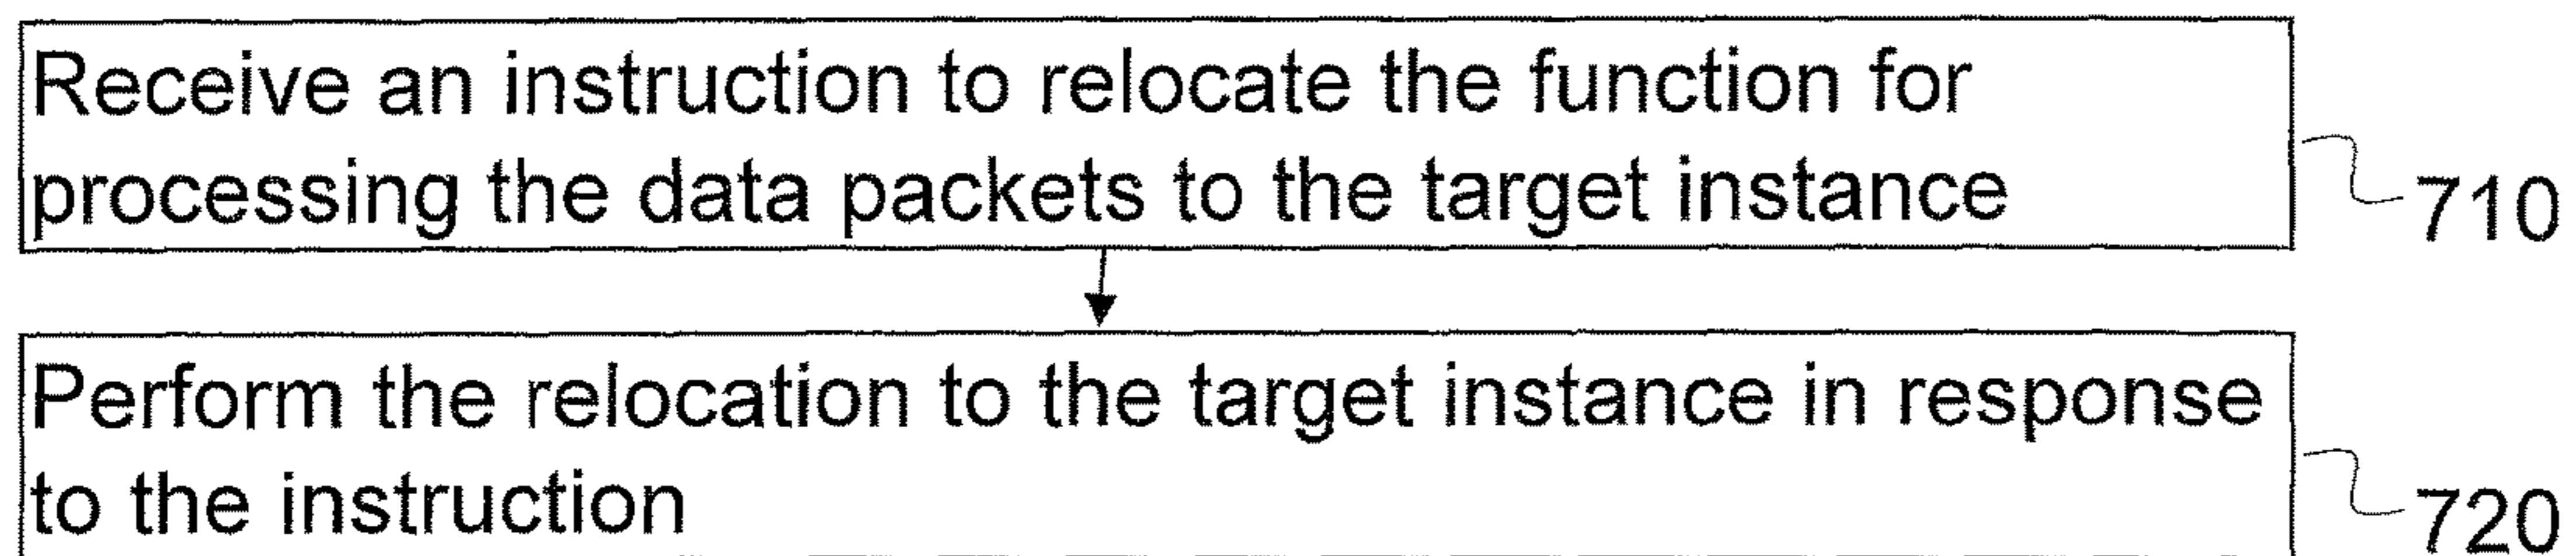 Receive an instruction to relocate the function for
processing the data packets to the target instance
710
Perform the relocation to the target instance in response
to the instruction
720